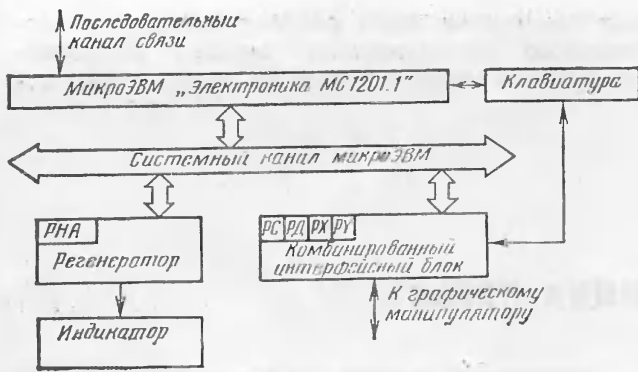 Последовательный
канал связи
МикроЭВМ „Электроника МС1201.1"
Клавиатура
Системный канал микроЭВМ
РНА
Регенератор
РС РД РХ РУ
Комбинированный
интерфейсный блок
К графическому
манипулятору
Индикатор